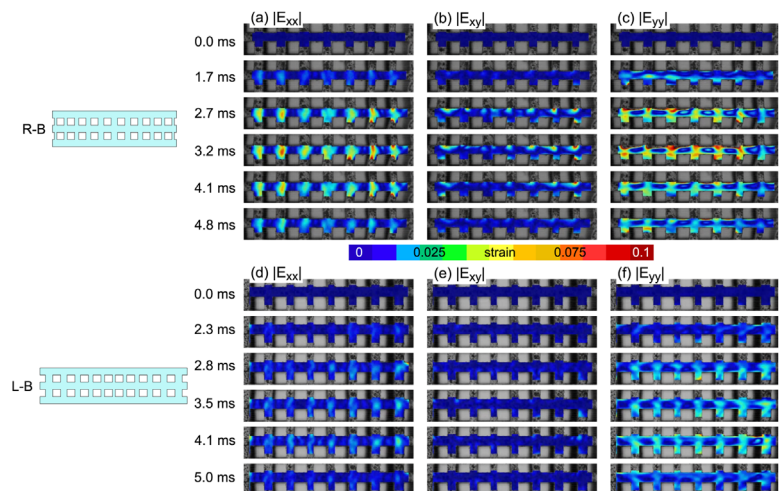 (a) |Exx| (b) |Exy| (c) |Eyy|
0.0 ms
1.7 ms
2.7 ms
R-B
3.2 ms
4.1 ms
4.8 ms
0 0.025 strain 0.075 0.1
(d) |Exx| (e) |Exy| (f) |Eyy|
0.0 ms
2.3 ms
2.8 ms
L-B
3.5 ms
4.1 ms
5.0 ms